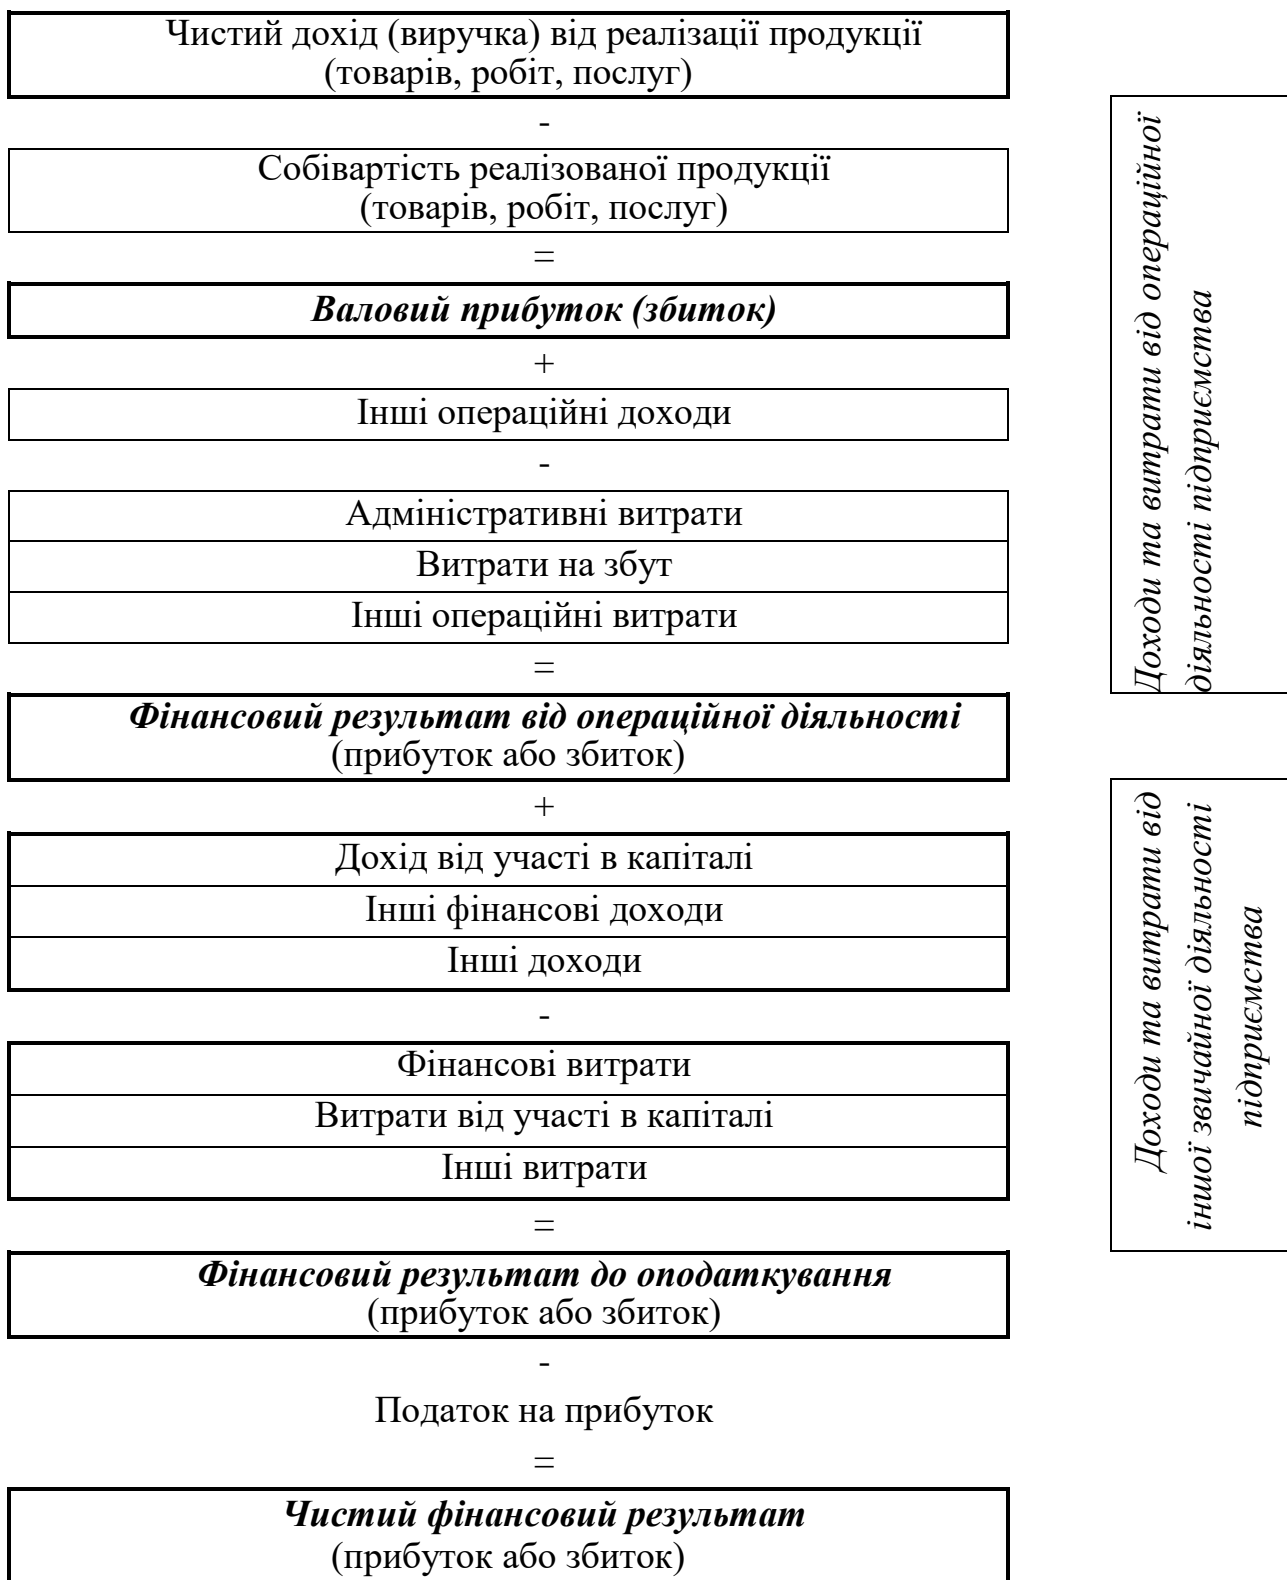 Чистий дохід (виручка) від реалізації продукції
(товарів, робіт, послуг)
-
Собівартість реалізованої продукції
(товарів, робіт, послуг)
=
Валовий прибуток (збиток)
+
Інші операційні доходи
-
Адміністративні витрати
Витрати на збут
Інші операційні витрати
=
Фінансовий результат від операційної діяльності
(прибуток або збиток)
+
Дохід від участі в капіталі
Інші фінансові доходи
Інші доходи
-
Фінансові витрати
Витрати від участі в капіталі
Інші витрати
=
Фінансовий результат до оподаткування
(прибуток або збиток)
-
Податок на прибуток
=
Чистий фінансовий результат
(прибуток або збиток)
Доходи та витрати від операційної
діяльності підприємства
Доходи та витрати від
іншої звичайної діяльності
підприємства